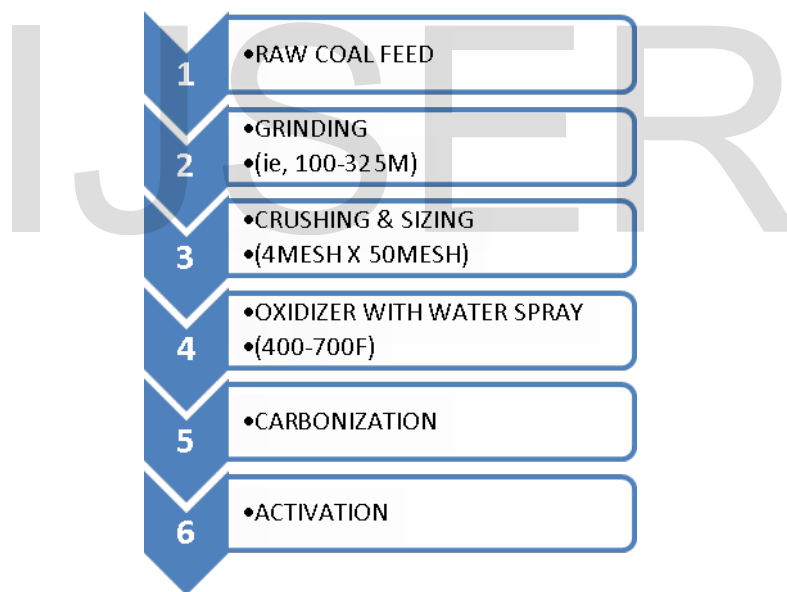 IJSER
1
•RAW COAL FEED
2
•GRINDING
•(ie, 100-325M)
3
•CRUSHING & SIZING
•(4MESH X 50MESH)
4
•OXIDIZER WITH WATER SPRAY
•(400-700F)
5
•CARBONIZATION
6
•ACTIVATION